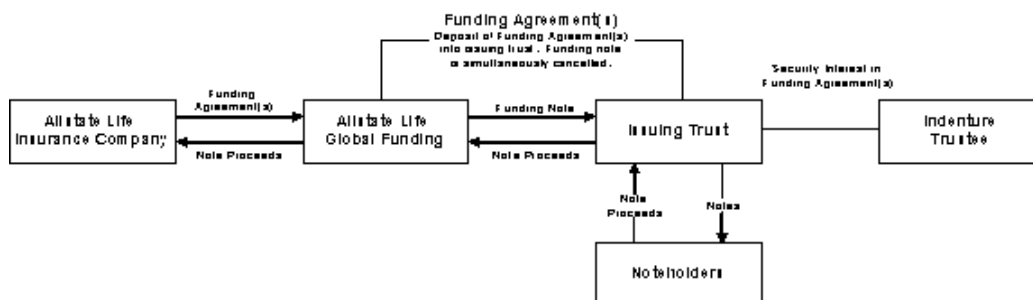 Funding Agreement(s)
Deposit of Funding Agreement(s)
into issuing trust. Funding note
is simultaneously cancelled.
Security Interest in
Funding Agreement(s)
Funding
Agreement(s)
Funding Note
Allstate Life
Insurance Company
Allstate Life
Global Funding
Issuing Trust
Indenture
Trustee
Note Proceeds
Note Proceeds
Note
Proceeds
Notes
Noteholders